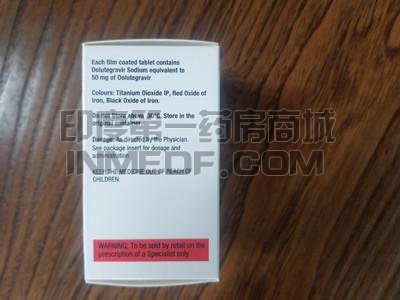 Each film coated tablet contains
Dolutegravir Sodium equivalent to
50 mg of Dolutegravir
Colours: Titanium Dioxide IP, Red Oxide of
Iron, Black Oxide of Iron.
Do not Store above 30°C. Store in the
original container
印度第一药房商城
Dosage: As directed by the Physician.
INMEDF.COM
See package insert for dosage and
administration
KEEP THE MEDICINE OUT OF REACH OF
CHILDREN.
WARNING: To be sold by retail on the
prescription of a Specialist only.